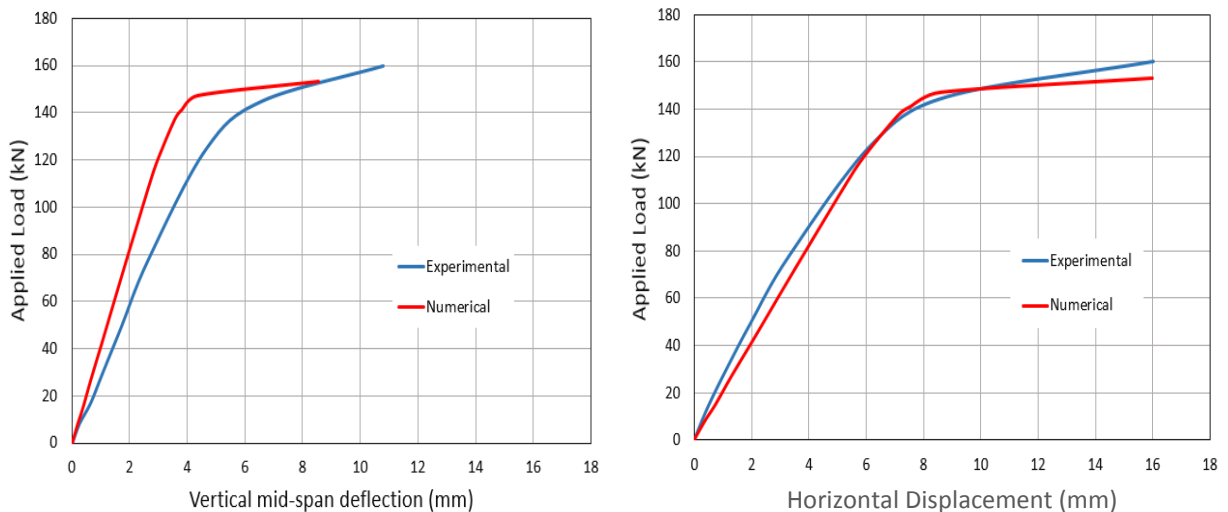 180
160
140
120
100
80
60
40
20
0
Applied Load (kN)
Experimental
Numerical
0 2 4 6 8 10 12 14 16 18
Vertical mid-span deflection (mm)
180
160
140
120
100
80
60
40
20
0
Applied Load (kN)
Experimental
Numerical
0 2 4 6 8 10 12 14 16 18
Horizontal Displacement (mm)